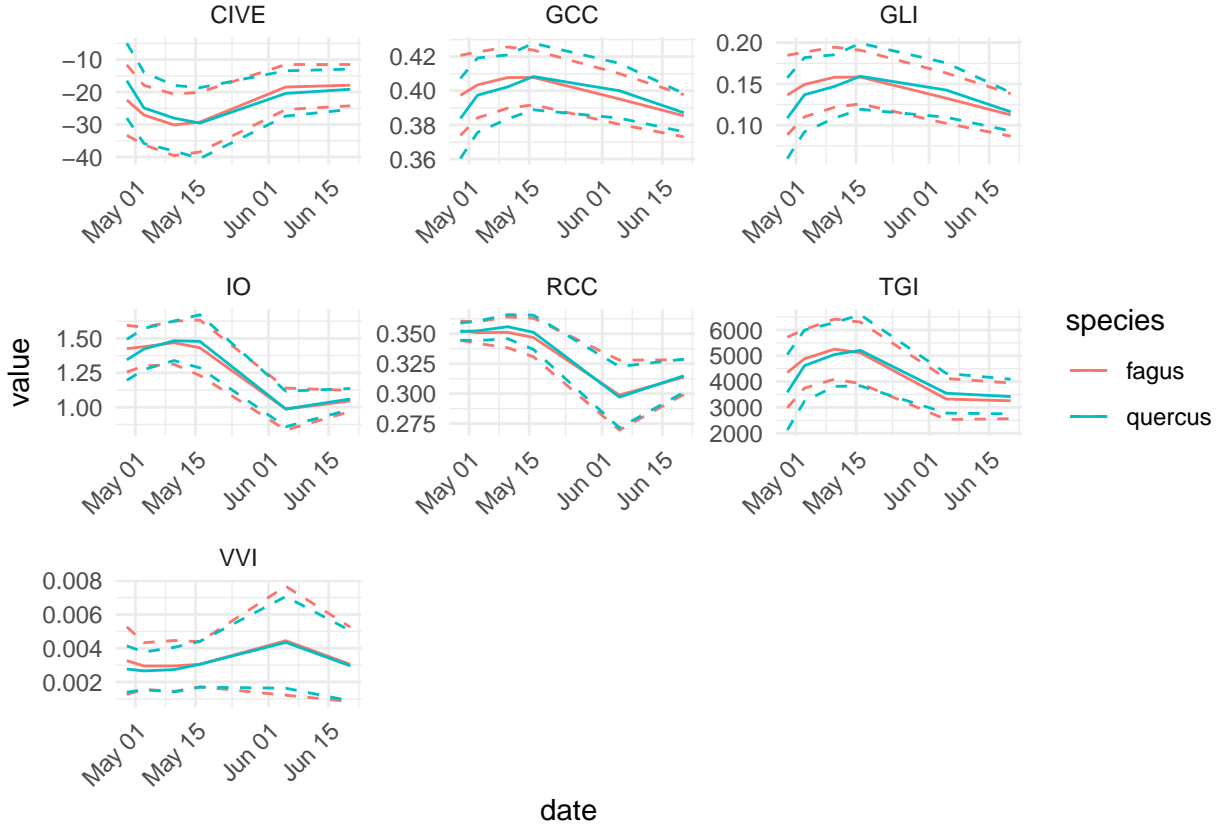 CIVE
GCC
GLI
−10
−20
−30
−40
0.42
0.40
0.38
0.36
0.20
0.15
0.10
May 01
May 15
Jun 01
Jun 15
May 01
May 15
Jun 01
Jun 15
May 01
May 15
Jun 01
Jun 15
value
IO
RCC
TGI
1.50
1.25
1.00
0.350
0.325
0.300
0.275
6000
5000
4000
3000
2000
May 01
May 15
Jun 01
Jun 15
May 01
May 15
Jun 01
Jun 15
May 01
May 15
Jun 01
Jun 15
species
fagus
quercus
VVI
0.008
0.006
0.004
0.002
May 01
May 15
Jun 01
Jun 15
date